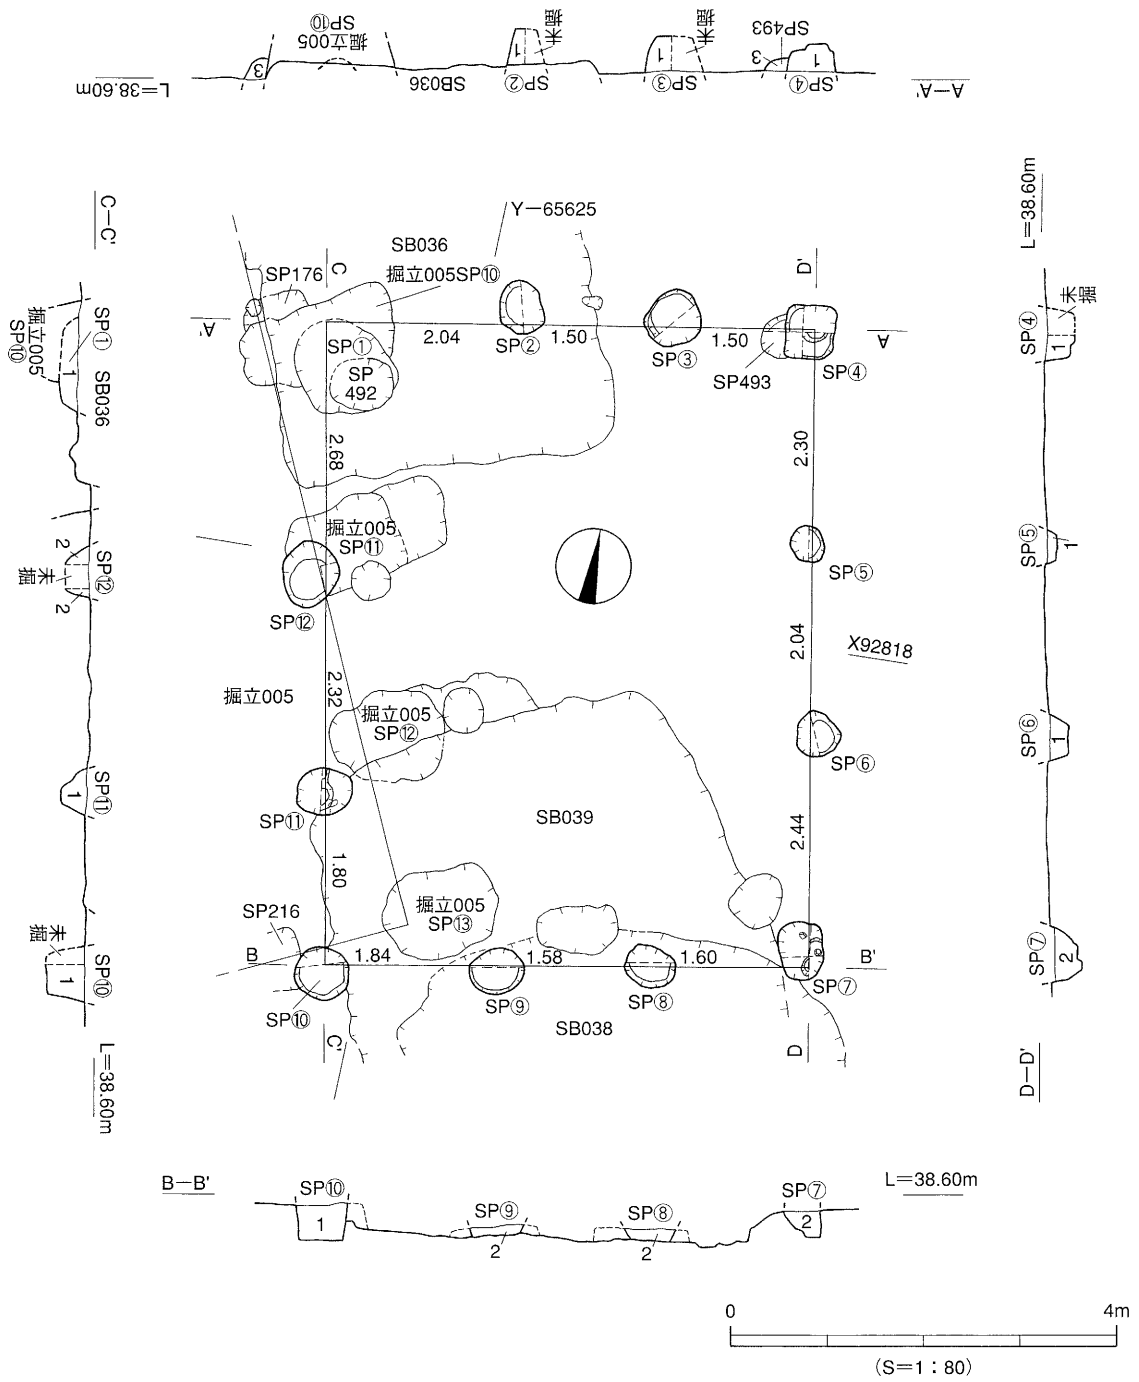 掘立005
SP⑩
3
L=38.60m
SB036
1
未掘
SP②
1
未掘
SP③
SP493
3
1
SP④
A-A'
C-C'
SP①
掘立005
SP⑩
1
SB036
2
SP⑫
未掘
2
SP⑪
1
未掘
SP⑩
1
L=38.60m
Y-65625
SB036
SP176
C
掘立005SP⑩
D'
A'
SP①
2.04
SP②
1.50
SP③
1.50
A
SP
492
SP493
SP④
2.68
2.30
掘立005
SP⑪
SP⑤
SP⑫
2.04
X92818
掘立005
2.32
掘立005
SP⑫
SP⑥
SP⑪
SB039
2.44
1.80
SP216
掘立005
SP⑬
B
1.84
1.58
1.60
B'
SP⑩
SP⑨
SP⑧
SP⑦
SB038
C'
D
L=38.60m
未掘
SP④
1
SP⑤
1
SP⑥
1
SP⑦
2
D-D'
B-B'
SP⑩
1
SP⑨
2
SP⑧
2
SP⑦
2
L=38.60m
0
4m
(S=1:80)